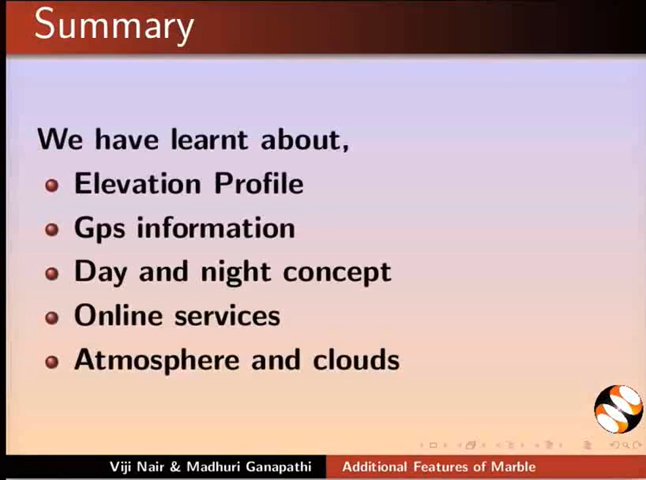 Summary
We have learnt about,
Elevation Profile
Gps information
Day and night concept
Online services
Atmosphere and clouds
Viji Nair & Madhuri Ganapathi
Additional Features of Marble